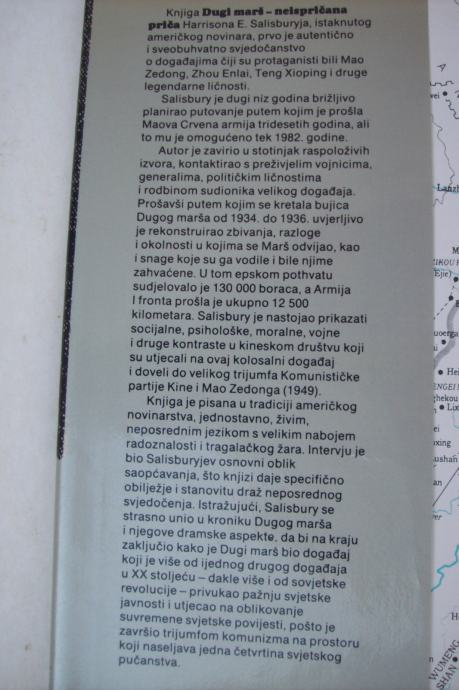 Knjiga Dugi marš – neispričana
priča Harrisona E. Salisburyja, istaknutog
američkog novinara, prvo je autentično
i sveobuhvatno svjedočanstvo
o događajima čiji su protaganisti bili Mao
Zedong, Zhou Enlai, Teng Xioping i druge
legendarne ličnosti.
Salisbury je dugi niz godina brižljivo
planirao putovanje putem kojim je prošla
Maova Crvena armija tridesetih godina, ali
to mu je omogućeno tek 1982. godine.
Autor je zavirio u stotinjak raspoloživih
izvora, kontaktirao s preživjelim vojnicima,
generalima, političkim ličnostima
i rodbinom sudionika velikog događaja.
Prošavši putem kojim se kretala bujica
Dugog marša od 1934. do 1936. uvjerljivo
je rekonstruirao zbivanja, razloge
i okolnosti u kojima se Marš odvijao, kao
i snage koje su ga vodile i bile njime
zahvaćene. U tom epskom pothvatu
sudjelovalo je 130 000 boraca, a Armija
I fronta prošla je ukupno 12 500
kilometara. Salisbury je nastojao prikazati
socijalne, psihološke, moralne, vojne
i druge kontraste u kineskom društvu koji
su utjecali na ovaj kolosalni događaj
i doveli do velikog trijumfa Komunističke
partije Kine i Mao Zedonga (1949).
Knjiga je pisana u tradiciji američkog
novinarstva, jednostavno, živim,
neposrednim jezikom s velikim nabojem
radoznalosti i tragalačkog žara. Intervju je
bio Salisburyjev osnovni oblik
saopćavanja, što knjizi daje specifično
obilježje i stanovitu draž neposrednog
svjedočenja. Istražujući, Salisbury se
strasno unio u kroniku Dugog marša
i njegove dramske aspekte. da bi na kraju
zaključio kako je Dugi marš bio događaj
koji je više od ijednog drugog događaja
u XX stoljeću – dakle više i od sovjetske
revolucije – privukao pažnju svjetske
javnosti i utjecao na oblikovanje
suvremene svjetske povijesti, pošto je
završio trijumfom komunizma na prostoru
koji naseljava jedna četvrtina svjetskog
pučanstva.
WUMENG
SHAN